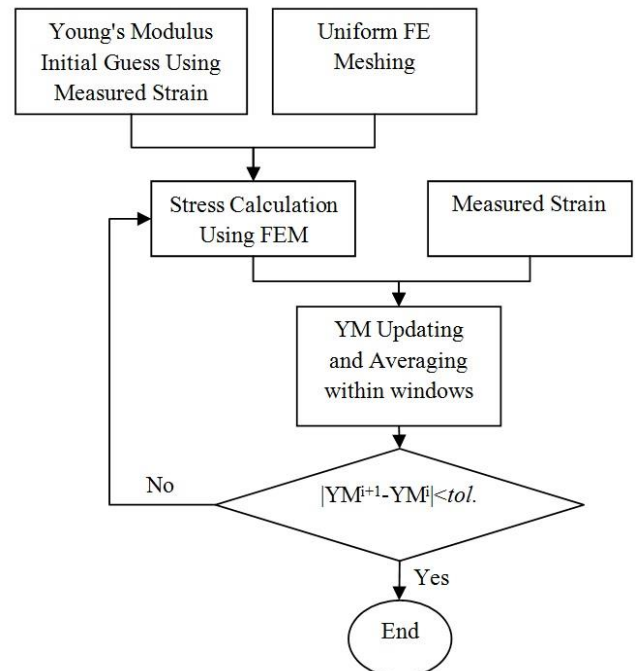 Young's Modulus
Initial Guess Using
Measured Strain
Uniform FE
Meshing
Stress Calculation
Using FEM
Measured Strain
YM Updating
and Averaging
within windows
|YMⁱ⁺¹-YMⁱ|<tol.
No
Yes
End